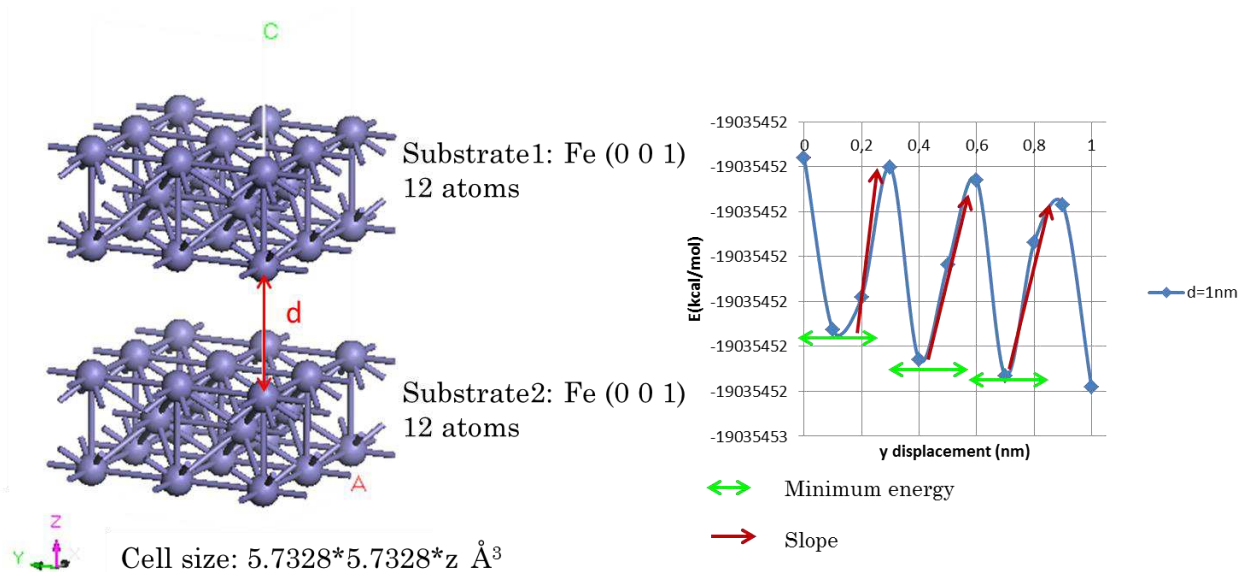 C
Substrate1: Fe (0 0 1)
12 atoms
d
Substrate2: Fe (0 0 1)
12 atoms
A
Z
Y
X
Cell size: 5.7328*5.7328*z Å³
E(kcal/mol)
-19035452
-19035452
-19035452
-19035452
-19035452
-19035452
-19035452
-19035453
0 0,2 0,4 0,6 0,8 1
y displacement (nm)
d=1nm
Minimum energy
Slope